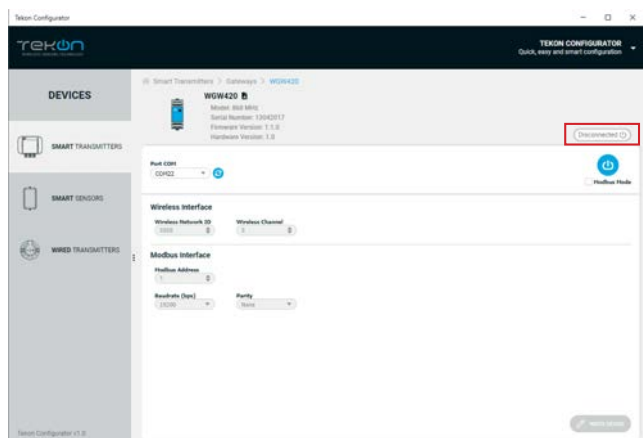 Tekon Configurator
TEKON
TEKON CONFIGURATOR
Quick, easy and smart configuration
DEVICES
SMART TRANSMITTERS
SMART SENSORS
WIRED TRANSMITTERS
Tekon Configurator v1.0
Smart Transmitters > Gateways > WGW420
WGW420
Model: 868 MHz
Serial Number: 13042017
Firmware Version: 1.1.0
Hardware Version: 1.0
Disconnected
Port COM
COM22
Modbus Mode
Wireless Interface
Wireless Network ID Wireless Channel
Modbus Interface
Modbus Address
1
Baudrate (bps) Parity
19200 None